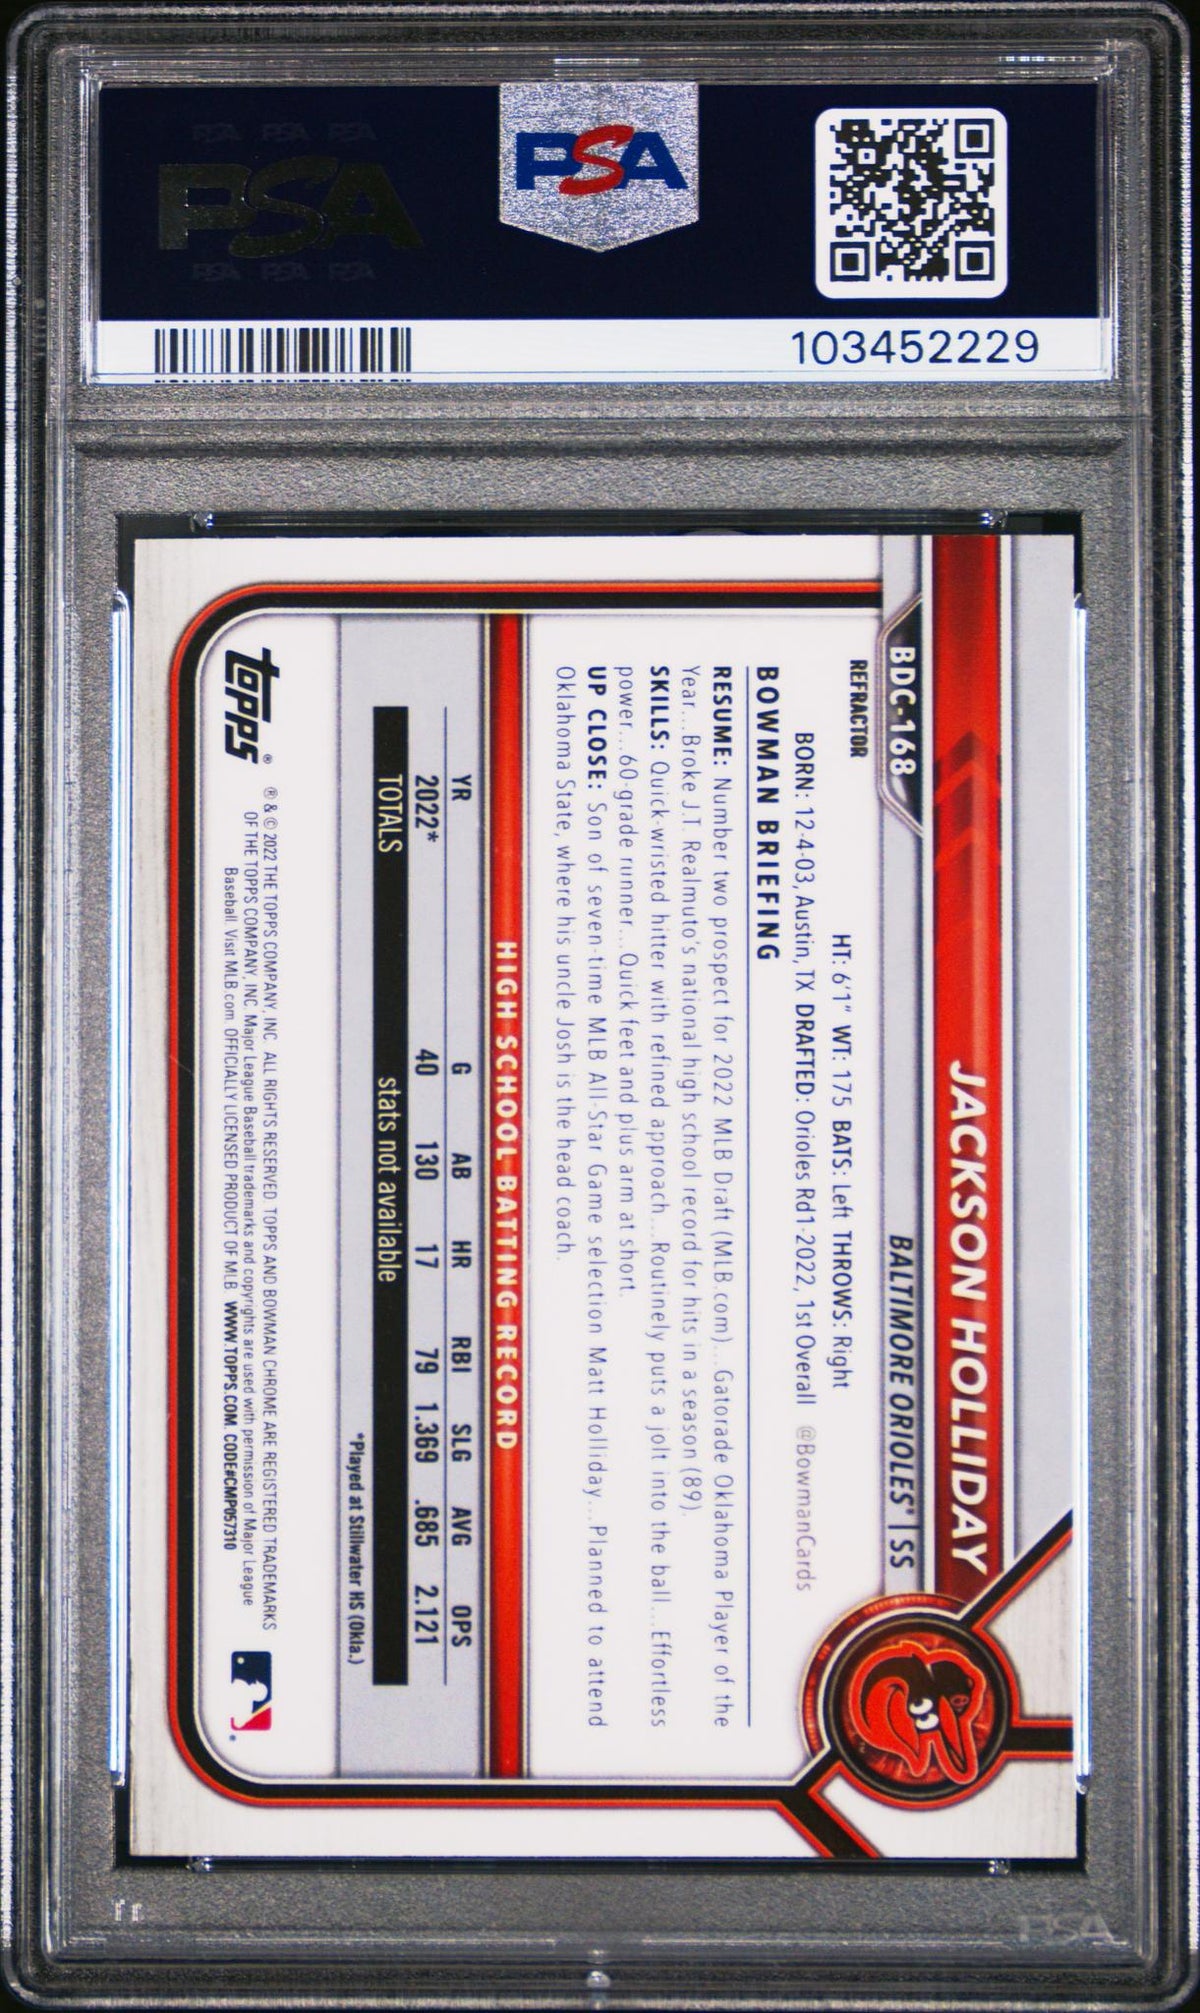 PSA PSA PSA
PSA
PSA PSA PSA
PSA
103452229
JACKSON HOLLIDAY
BDC-168
BALTIMORE ORIOLES® | SS
REFRACTOR
HT: 6'1" WT: 175 BATS: Left THROWS: Right
BORN: 12-4-03, Austin, TX DRAFTED: Orioles Rd1-2022, 1st Overall @BowmanCards
BOWMAN BRIEFING
RESUME: Number two prospect for 2022 MLB Draft (MLB.com)...Gatorade Oklahoma Player of the
Year...Broke J.T. Realmuto's national high school record for hits in a season (89).
SKILLS: Quick-wristed hitter with refined approach...Routinely puts a jolt into the ball...Effortless
power...60-grade runner...Quick feet and plus arm at short.
UP CLOSE: Son of seven-time MLB All-Star Game selection Matt Holliday...Planned to attend
Oklahoma State, where his uncle Josh is the head coach.
HIGH SCHOOL BATTING RECORD
YR G AB HR RBI SLG AVG OPS
2022* 40 130 17 79 1.369 .685 2.121
TOTALS stats not available
*Played at Stillwater HS (Okla.)
topps®
® & © 2022 THE TOPPS COMPANY, INC. ALL RIGHTS RESERVED. TOPPS AND BOWMAN CHROME ARE REGISTERED TRADEMARKS
OF THE TOPPS COMPANY, INC. Major League Baseball trademarks and copyrights are used with permission of Major League
Baseball. Visit MLB.com. OFFICIALLY LICENSED PRODUCT OF MLB. WWW.TOPPS.COM. CODE#CMP057310
PSA